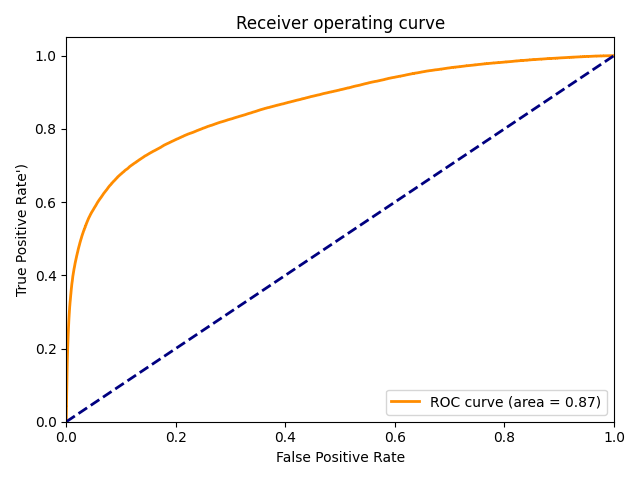 Receiver operating curve
True Positive Rate')
1.0
0.8
0.6
0.4
0.2
0.0
ROC curve (area = 0.87)
0.0 0.2 0.4 0.6 0.8 1.0
False Positive Rate